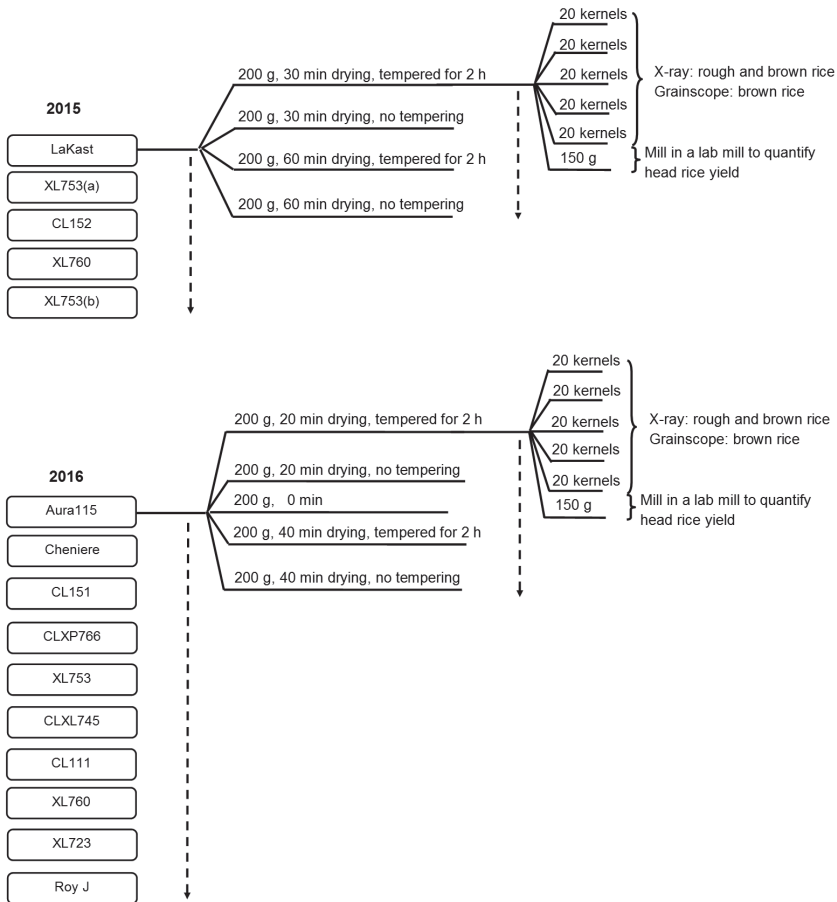 2015
LaKast
XL753(a)
CL152
XL760
XL753(b)
200 g, 30 min drying, tempered for 2 h
200 g, 30 min drying, no tempering
200 g, 60 min drying, tempered for 2 h
200 g, 60 min drying, no tempering
20 kernels
20 kernels
20 kernels
20 kernels
20 kernels
150 g
X-ray: rough and brown rice
Grainscope: brown rice
Mill in a lab mill to quantify
head rice yield
2016
Aura115
Cheniere
CL151
CLXP766
XL753
CLXL745
CL111
XL760
XL723
Roy J
200 g, 20 min drying, tempered for 2 h
200 g, 20 min drying, no tempering
200 g, 0 min
200 g, 40 min drying, tempered for 2 h
200 g, 40 min drying, no tempering
20 kernels
20 kernels
20 kernels
20 kernels
20 kernels
150 g
X-ray: rough and brown rice
Grainscope: brown rice
Mill in a lab mill to quantify
head rice yield